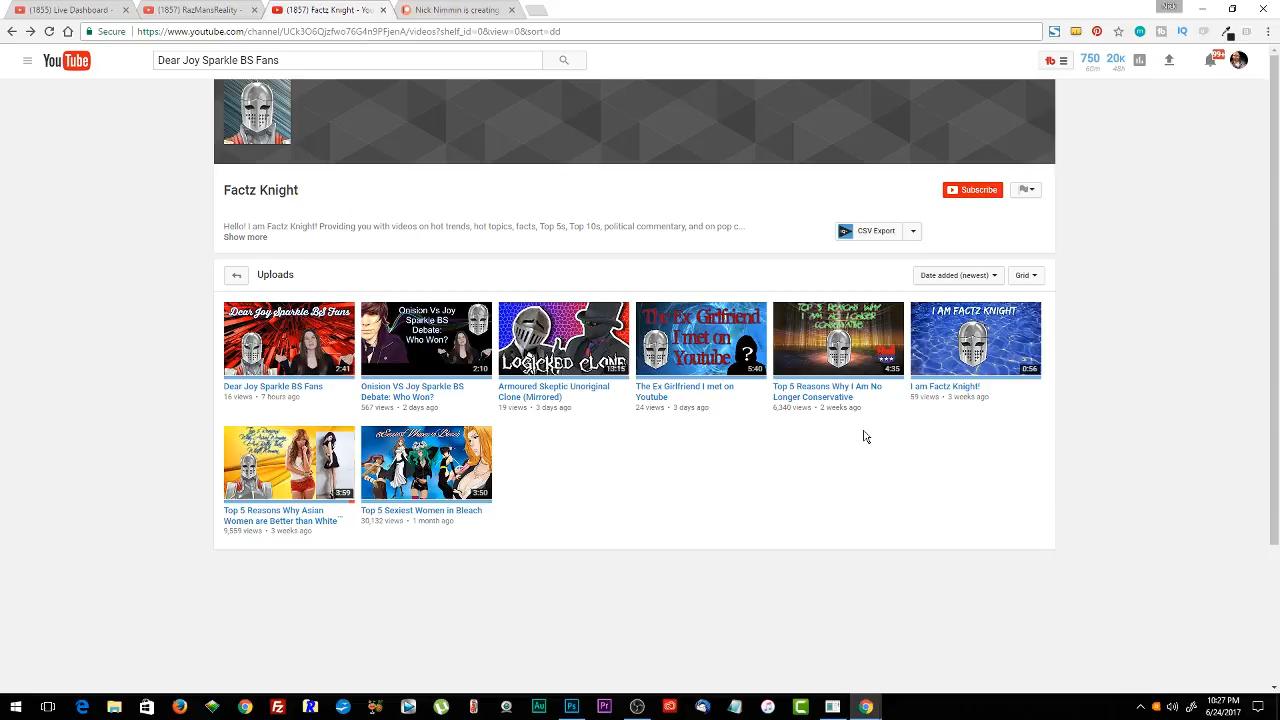 (1855) Live Dashboard -
(1857) RazMansReality -
(1857) Factz Knight - You
Nick Nimmin is creating
Nick
Secure
https://www.youtube.com/channel/UCk3O6Qjzfwo76G4n9PFjenA/videos?shelf_id=0&view=0&sort=dd
YouTube
Dear Joy Sparkle BS Fans
750
60m
20K
48h
99+
Factz Knight
Subscribe
Hello! I am Factz Knight! Providing you with videos on hot trends, hot topics, facts, Top 5s, Top 10s, political commentary, and on pop c...
Show more
CSV Export
Uploads
Date added (newest)
Grid
Dear Joy Sparkle BS Fans
2:41
Onision Vs Joy
Sparkle BS
Debate:
Who Won?
2:10
LOGICKED CLONE
13:15
The Ex Girlfriend
I met on
Youtube
?
5:40
TOP 5 REASONS WHY
I AM NO LONGER
CONSERVATIVE
4:35
I AM FACTZ KNIGHT
0:56
Dear Joy Sparkle BS Fans
16 views • 7 hours ago
Onision VS Joy Sparkle BS
Debate: Who Won?
567 views • 2 days ago
Armoured Skeptic Unoriginal
Clone (Mirrored)
19 views • 3 days ago
The Ex Girlfriend I met on
Youtube
24 views • 3 days ago
Top 5 Reasons Why I Am No
Longer Conservative
6,340 views • 2 weeks ago
I am Factz Knight!
59 views • 3 weeks ago
3:59
5 Sexiest Women in Bleach
3:50
Top 5 Reasons Why Asian
Women are Better than White
...
9,559 views • 3 weeks ago
Top 5 Sexiest Women in Bleach
30,132 views • 1 month ago
10:27 PM
6/24/2017